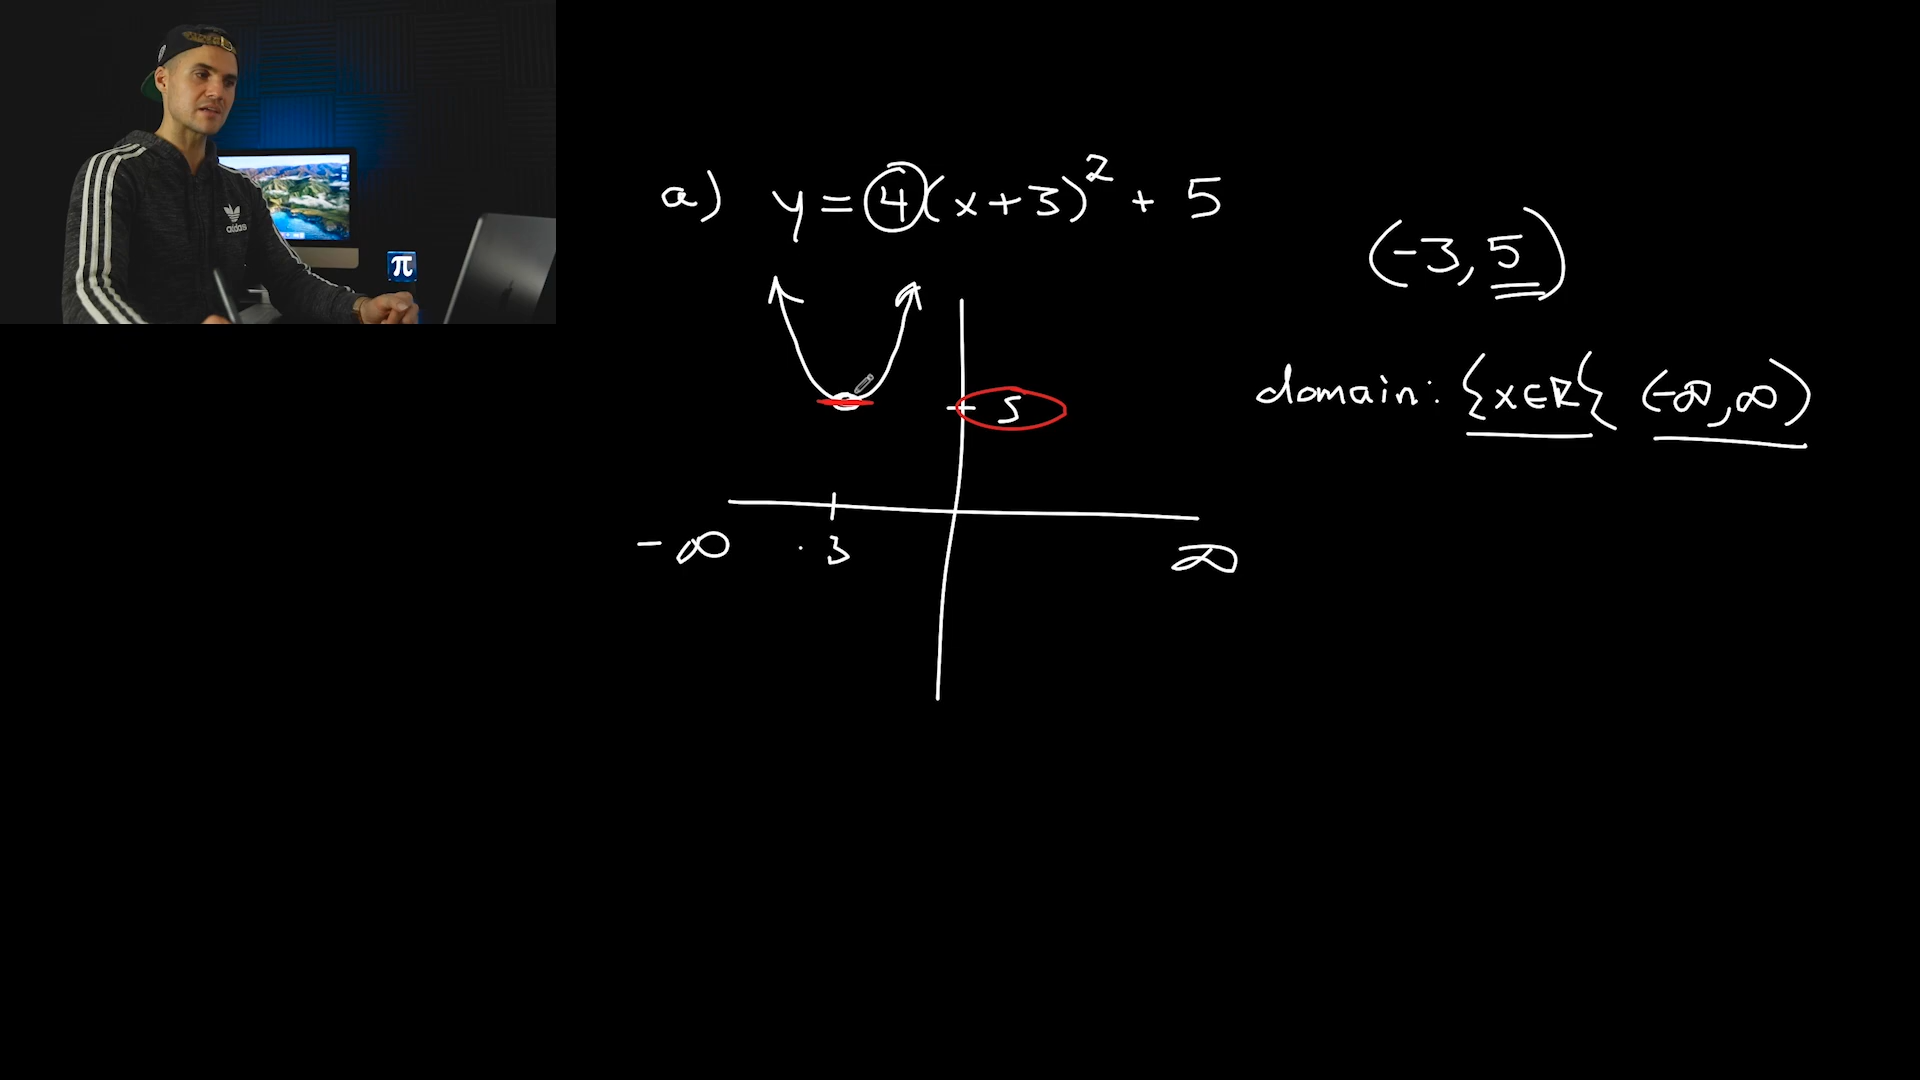 adidas
π
a) y = 4(x+3)² + 5
(-3, 5)
5
domain: {x∈ℝ{ (-∞,∞)
-∞ -3 ∞